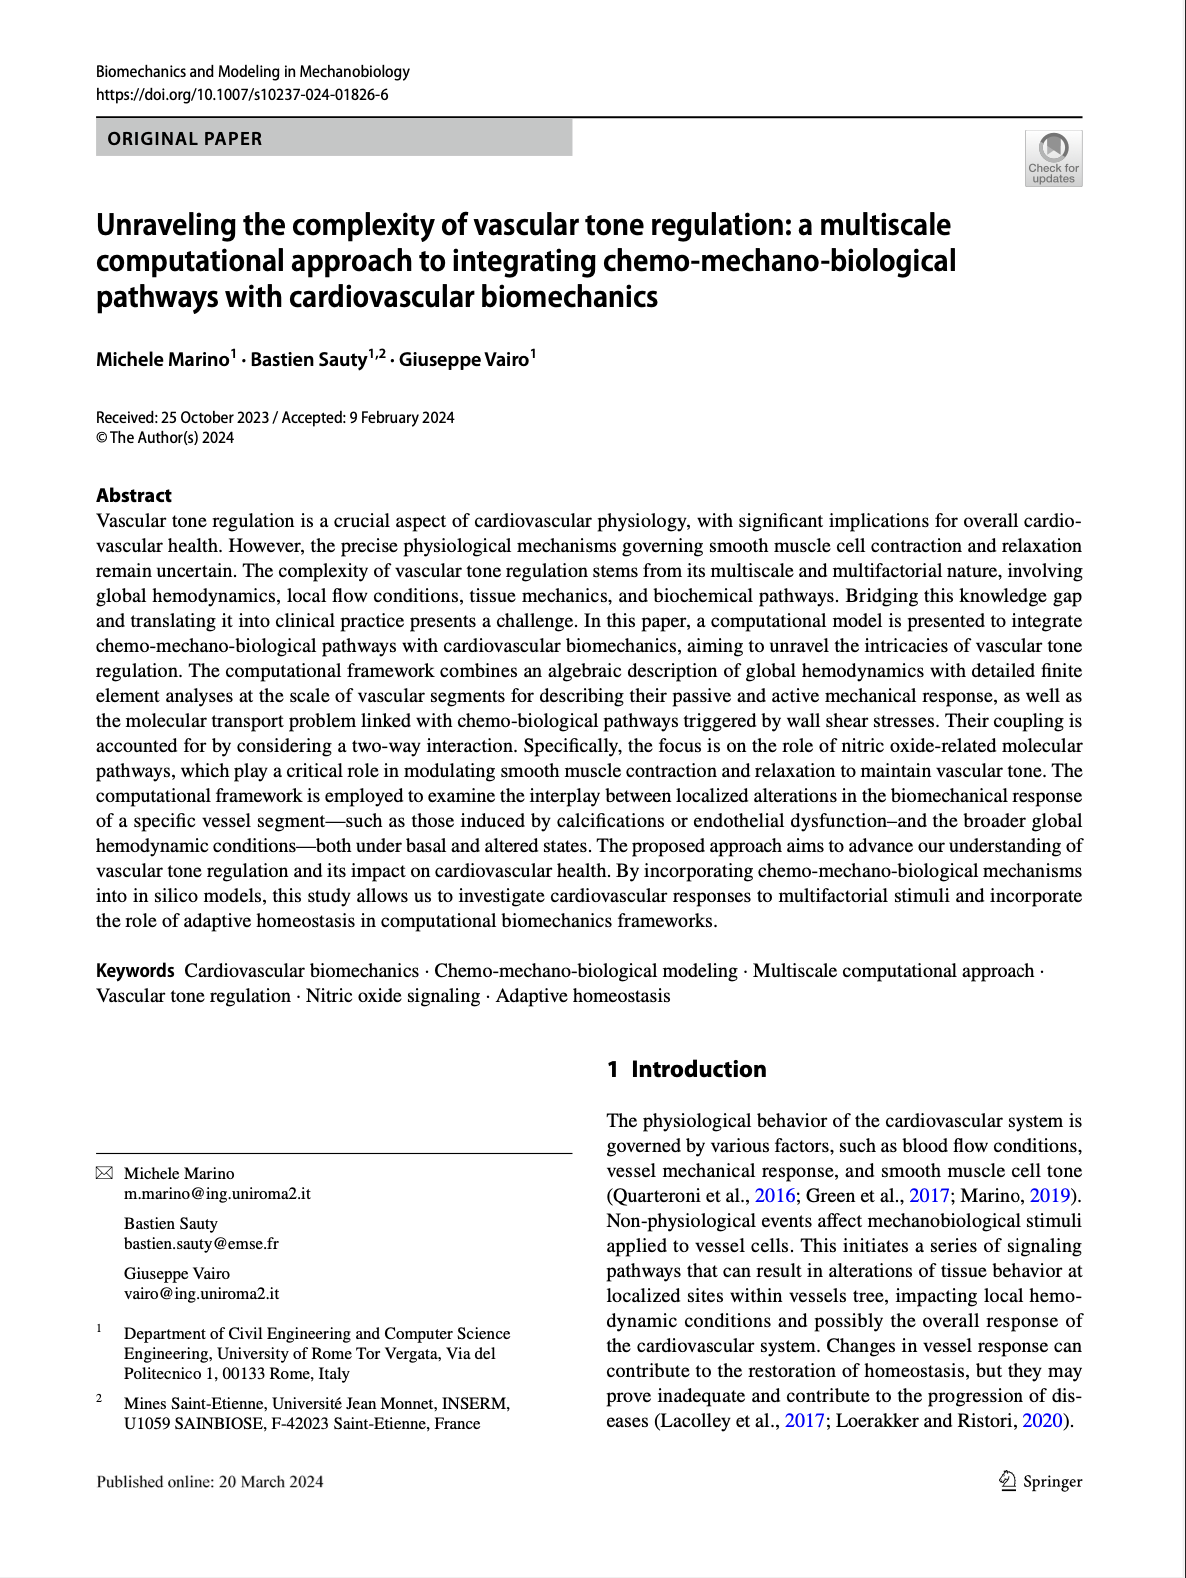 Biomechanics and Modeling in Mechanobiology
https://doi.org/10.1007/s10237-024-01826-6
ORIGINAL PAPER
Check for
updates
Unraveling the complexity of vascular tone regulation: a multiscale
computational approach to integrating chemo-mechano-biological
pathways with cardiovascular biomechanics
Michele Marino1 · Bastien Sauty1,2 · Giuseppe Vairo1
Received: 25 October 2023 / Accepted: 9 February 2024
© The Author(s) 2024
Abstract
Vascular tone regulation is a crucial aspect of cardiovascular physiology, with significant implications for overall cardio-
vascular health. However, the precise physiological mechanisms governing smooth muscle cell contraction and relaxation
remain uncertain. The complexity of vascular tone regulation stems from its multiscale and multifactorial nature, involving
global hemodynamics, local flow conditions, tissue mechanics, and biochemical pathways. Bridging this knowledge gap
and translating it into clinical practice presents a challenge. In this paper, a computational model is presented to integrate
chemo-mechano-biological pathways with cardiovascular biomechanics, aiming to unravel the intricacies of vascular tone
regulation. The computational framework combines an algebraic description of global hemodynamics with detailed finite
element analyses at the scale of vascular segments for describing their passive and active mechanical response, as well as
the molecular transport problem linked with chemo-biological pathways triggered by wall shear stresses. Their coupling is
accounted for by considering a two-way interaction. Specifically, the focus is on the role of nitric oxide-related molecular
pathways, which play a critical role in modulating smooth muscle contraction and relaxation to maintain vascular tone. The
computational framework is employed to examine the interplay between localized alterations in the biomechanical response
of a specific vessel segment—such as those induced by calcifications or endothelial dysfunction–and the broader global
hemodynamic conditions—both under basal and altered states. The proposed approach aims to advance our understanding of
vascular tone regulation and its impact on cardiovascular health. By incorporating chemo-mechano-biological mechanisms
into in silico models, this study allows us to investigate cardiovascular responses to multifactorial stimuli and incorporate
the role of adaptive homeostasis in computational biomechanics frameworks.
Keywords Cardiovascular biomechanics · Chemo-mechano-biological modeling · Multiscale computational approach ·
Vascular tone regulation · Nitric oxide signaling · Adaptive homeostasis
Michele Marino
m.marino@ing.uniroma2.it
Bastien Sauty
bastien.sauty@emse.fr
Giuseppe Vairo
vairo@ing.uniroma2.it
1 Department of Civil Engineering and Computer Science
Engineering, University of Rome Tor Vergata, Via del
Politecnico 1, 00133 Rome, Italy
2 Mines Saint-Etienne, Université Jean Monnet, INSERM,
U1059 SAINBIOSE, F-42023 Saint-Etienne, France
1 Introduction
The physiological behavior of the cardiovascular system is
governed by various factors, such as blood flow conditions,
vessel mechanical response, and smooth muscle cell tone
(Quarteroni et al., 2016; Green et al., 2017; Marino, 2019).
Non-physiological events affect mechanobiological stimuli
applied to vessel cells. This initiates a series of signaling
pathways that can result in alterations of tissue behavior at
localized sites within vessels tree, impacting local hemo-
dynamic conditions and possibly the overall response of
the cardiovascular system. Changes in vessel response can
contribute to the restoration of homeostasis, but they may
prove inadequate and contribute to the progression of dis-
eases (Lacolley et al., 2017; Loerakker and Ristori, 2020).
Published online: 20 March 2024
Springer